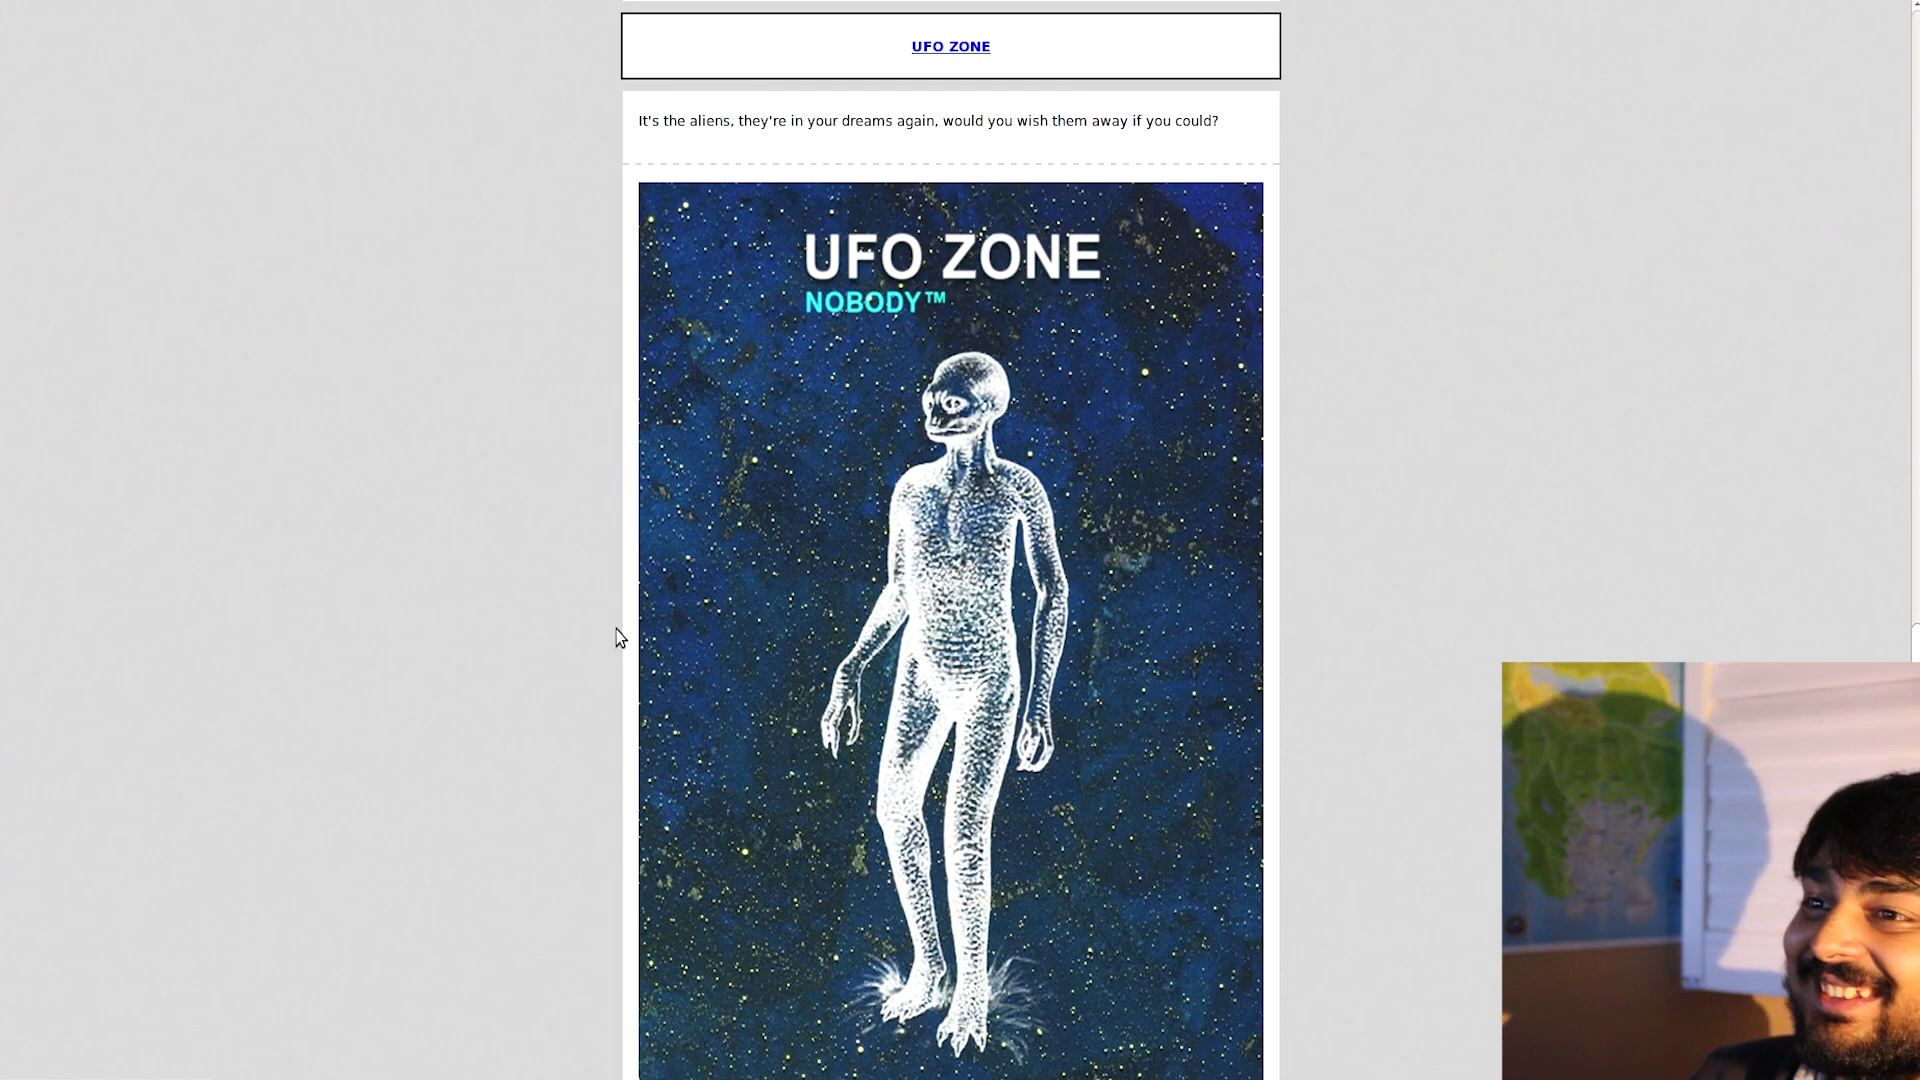 UFO ZONE
It's the aliens, they're in your dreams again, would you wish them away if you could?
UFO ZONE
NOBODY™